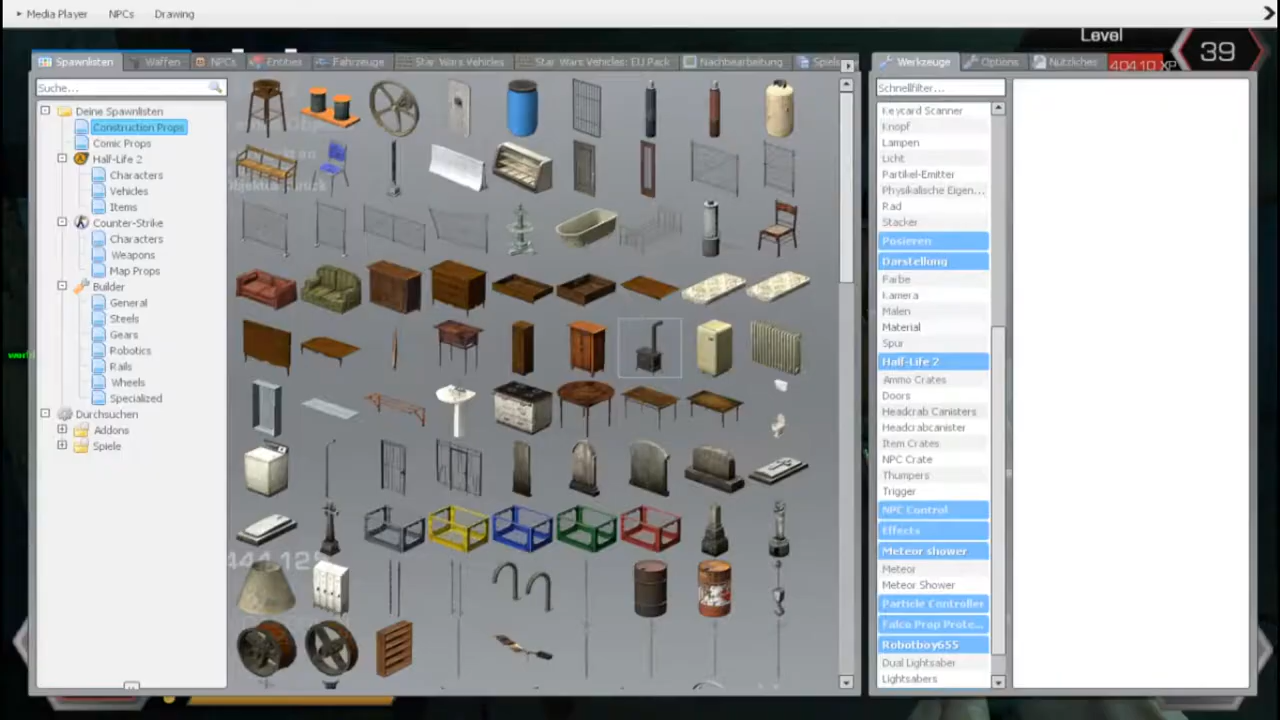 Media Player NPCs Drawing
Level
39
40410 XP
Spawnlisten Waffen NPCs Entities Fahrzeuge Star Wars Vehicles Star Wars Vehicles: EU Pack Nachbearbeitung Spiels
Werkzeuge Optionen Nützliches
Suche...
Schnellfilter...
Deine Spawnlisten
Construction Props
Comic Props
Half-Life 2
Characters
Vehicles
Items
Counter-Strike
Characters
Weapons
Map Props
Builder
General
Steels
Gears
Robotics
Rails
Wheels
Specialized
Durchsuchen
Addons
Spiele
444.125
Keycard Scanner
Knopf
Lampen
Licht
Partikel-Emitter
Physikalische Eigen...
Rad
Stacker
Posieren
Darstellung
Farbe
Kamera
Malen
Material
Spur
Half-Life 2
Ammo Crates
Doors
Headcrab Canisters
Headcrabcanister
Item Crates
NPC Crate
Thumpers
Trigger
NPC Control
Effects
Meteor shower
Meteor
Meteor Shower
Particle Controller
Falco Prop Prote...
Robotboy655
Dual Lightsaber
Lightsabers